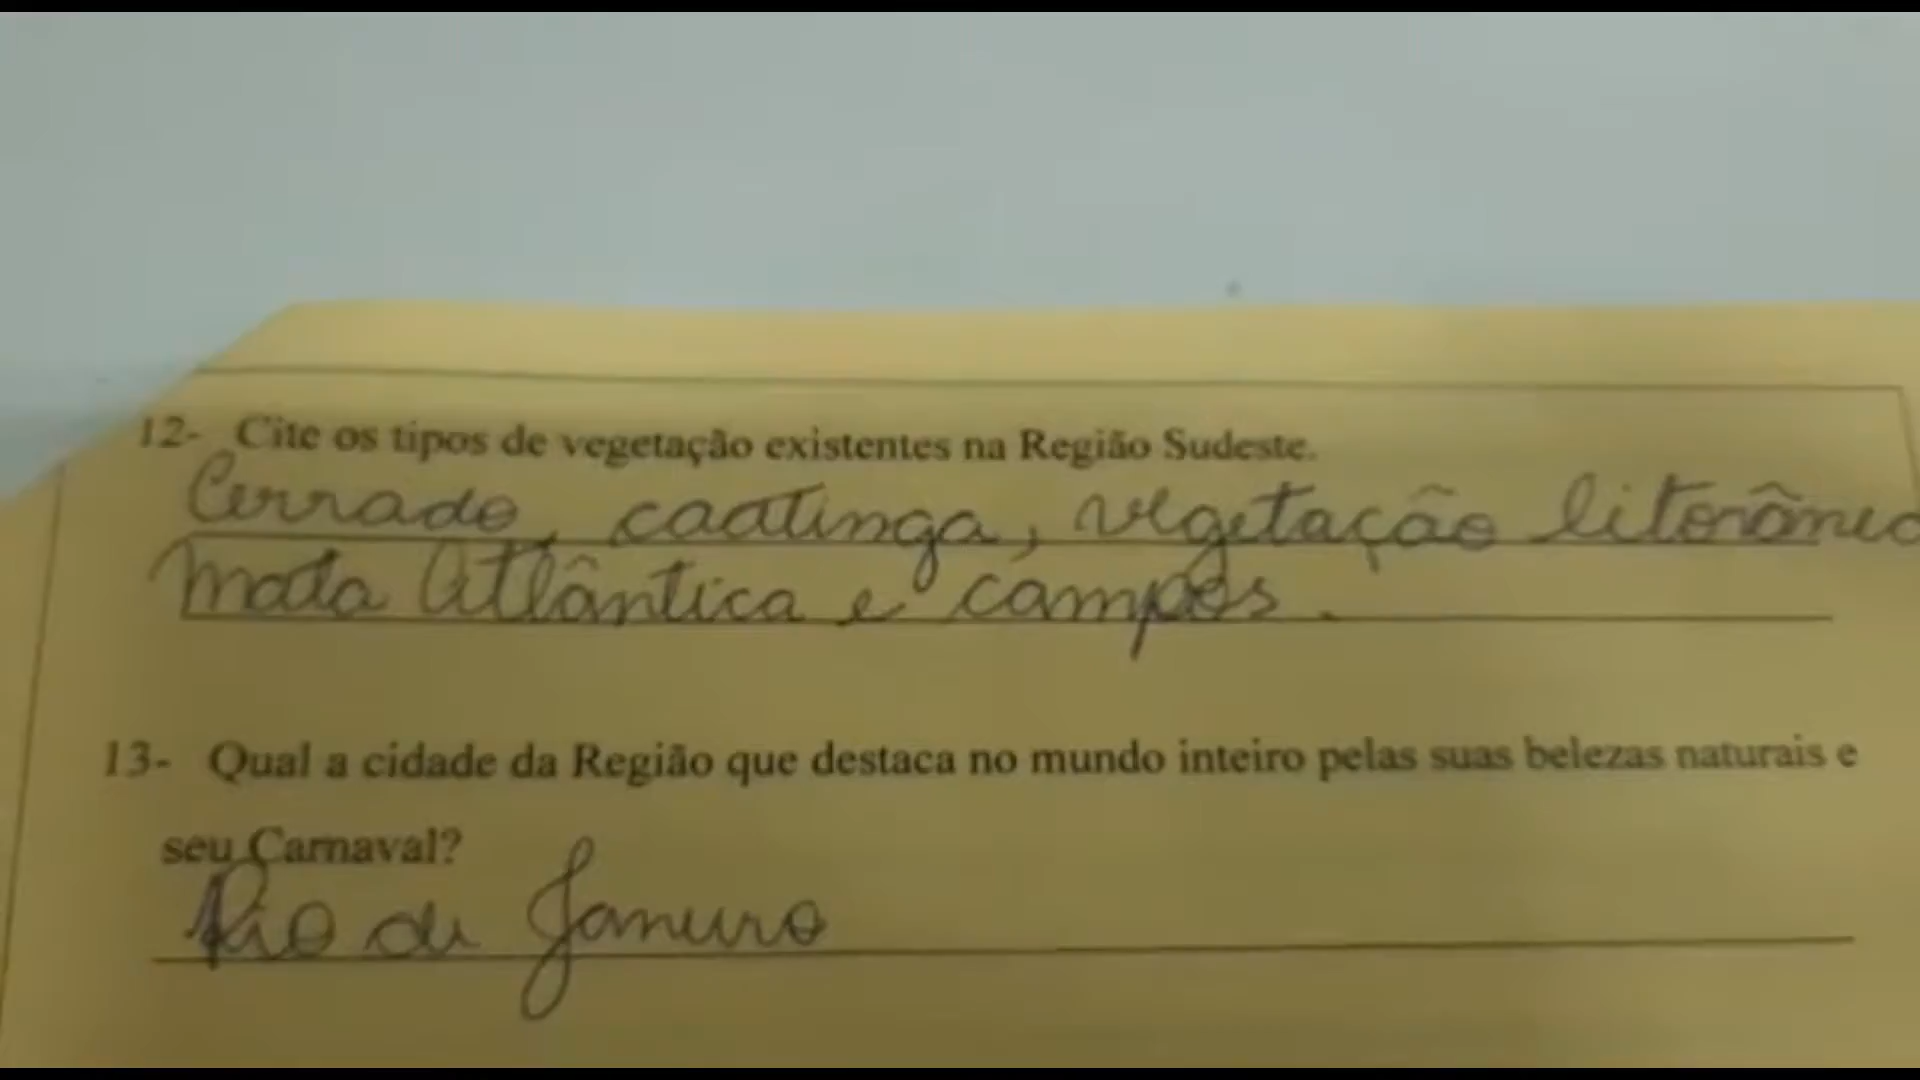 12- Cite os tipos de vegetação existentes na Região Sudeste.
Cerrado, caatinga, vegetação litorânea
mata Atlântica e campos.
13- Qual a cidade da Região que destaca no mundo inteiro pelas suas belezas naturais e
seu Carnaval?
Rio de Janeiro